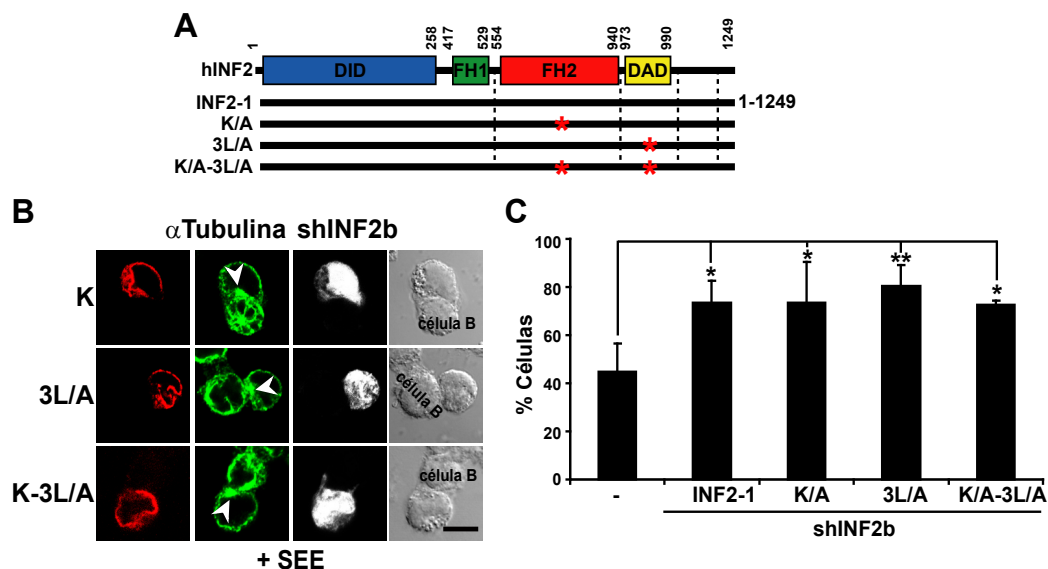 A
1 258 417 529 554 940 973 990 1249
hINF2 DID FH1 FH2 DAD
INF2-1 1-1249
K/A *
3L/A *
K/A-3L/A * *
B
αTubulina shINF2b
K
célula B
3L/A
célula B
K-3L/A
célula B
+ SEE
C
% Células
100
80
60
40
20
0
* * ** *
- INF2-1 K/A 3L/A K/A-3L/A
shINF2b